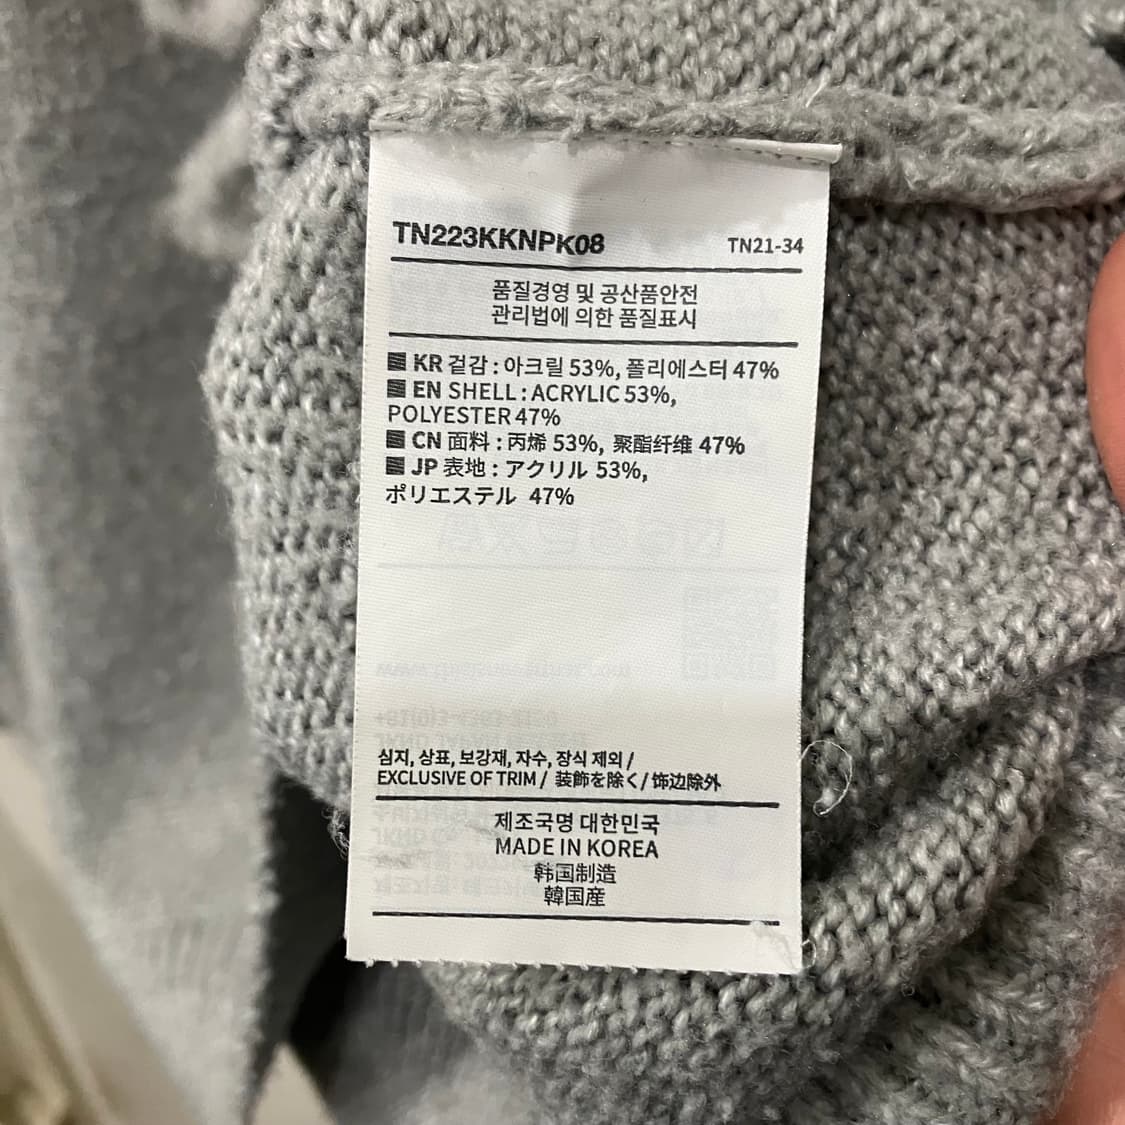 TN223KKNPK08 TN21-34
품질경영 및 공산품안전
관리법에 의한 품질표시
KR 겉감 : 아크릴 53%, 폴리에스터 47%
EN SHELL : ACRYLIC 53%,
POLYESTER 47%
CN 面料 : 丙烯 53%, 聚酯纤维 47%
JP 表地 : アクリル 53%,
ポリエステル 47%
심지, 상표, 보강재, 자수, 장식 제외 /
EXCLUSIVE OF TRIM / 装飾を除く / 饰边除外
제조국명 대한민국
MADE IN KOREA
韩国制造
韓国産